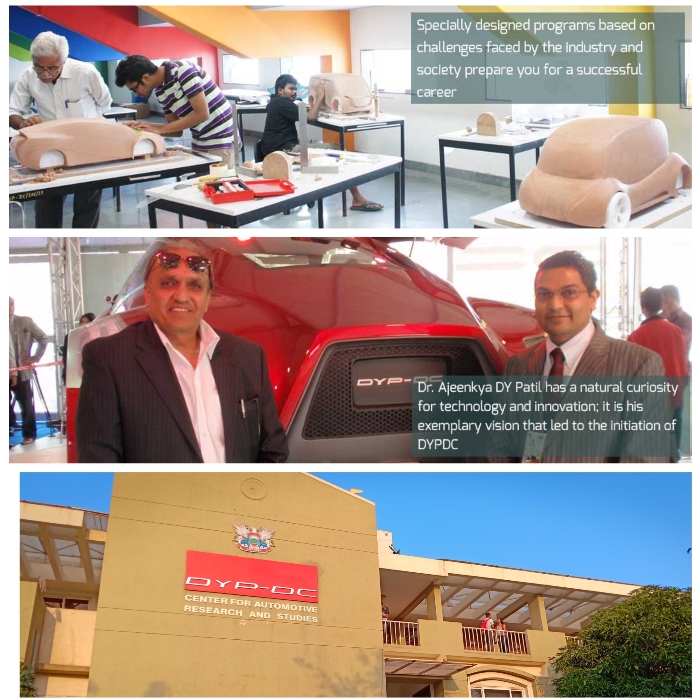 Specially designed programs based on
challenges faced by the industry and
society prepare you for a successful
career
DYP-DC
Dr. Ajeenkya DY Patil has a natural curiosity
for technology and innovation; it is his
exemplary vision that led to the initiation of
DYPDC
DYP-DC
CENTER FOR AUTOMOTIVE
RESEARCH AND STUDIES